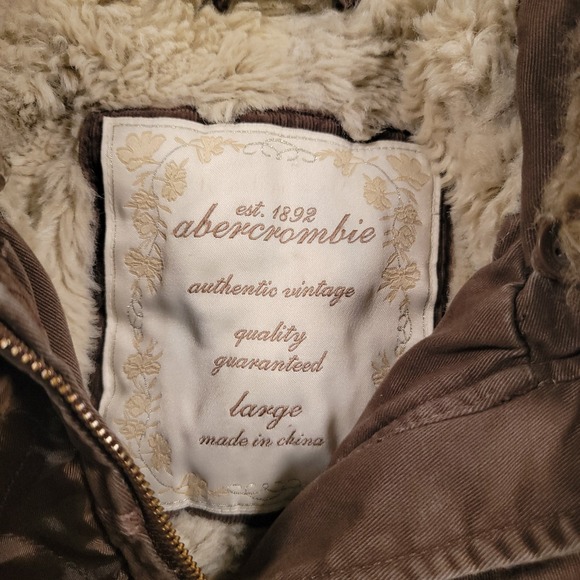 est. 1892
abercrombie
authentic vintage
quality
guaranteed
large
made in china